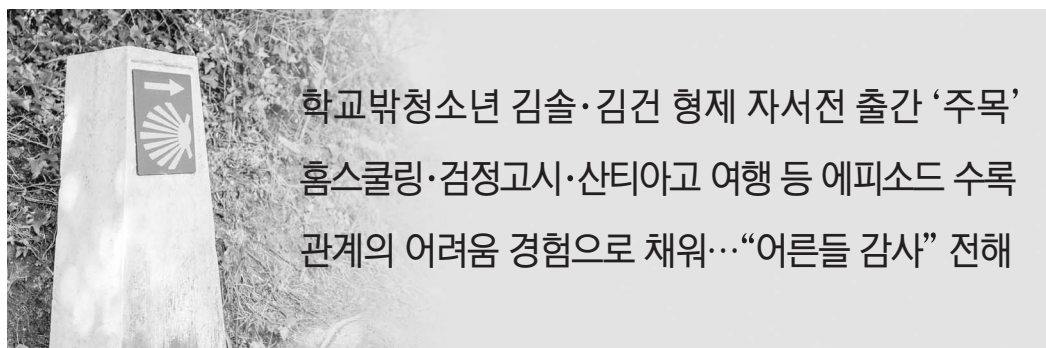 학교밖청소년 김솔·김건 형제 자서전 출간 ‘주목’
홈스쿨링·검정고시·산티아고 여행 등 에피소드 수록
관계의 어려움 경험으로 채워…“어른들 감사” 전해